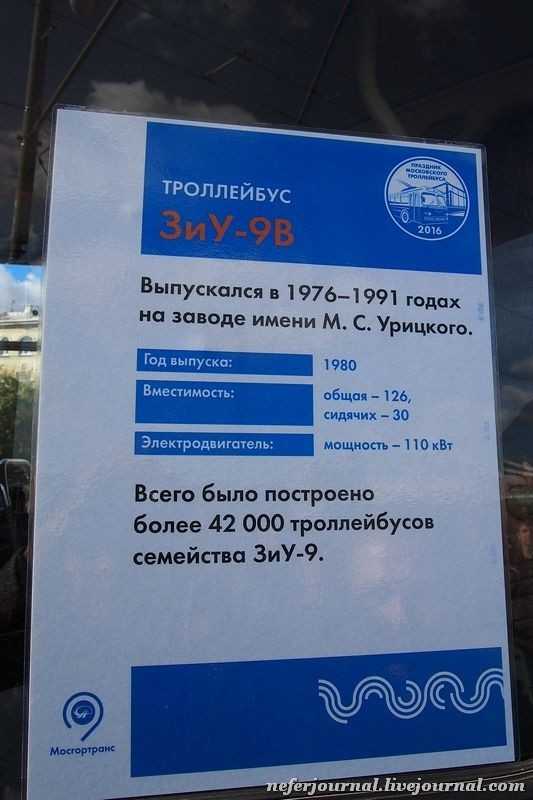 ПРАЗДНИК
МОСКОВСКОГО
ТРОЛЛЕЙБУСА
2016
ТРОЛЛЕЙБУС
ЗиУ-9В
Выпускался в 1976–1991 годах
на заводе имени М. С. Урицкого.
Год выпуска: 1980
Вместимость: общая – 126,
сидячих – 30
Электродвигатель: мощность – 110 кВт
Всего было построено
более 42 000 троллейбусов
семейства ЗиУ-9.
Мосгортранс
neferjournal.livejournal.com